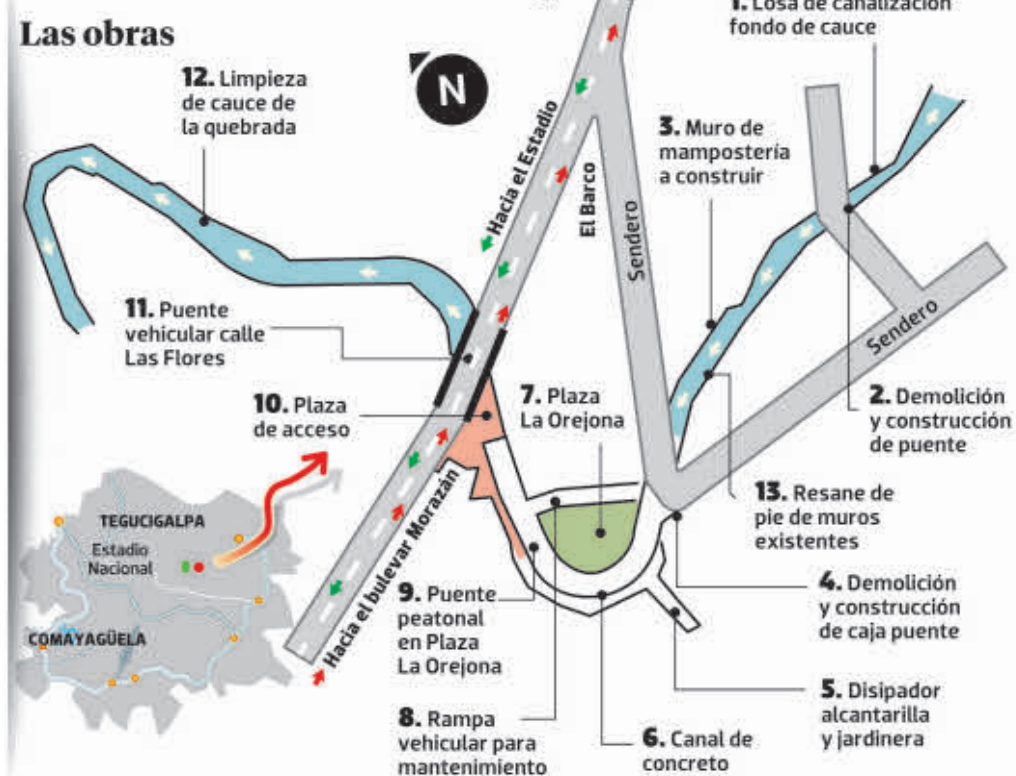 Las obras
1. Losa de canalización
fondo de cauce
12. Limpieza
de cauce de
la quebrada
N
3. Muro de
mampostería
a construir
Hacia el Estadio
El Barco
Sendero
Sendero
11. Puente
vehicular calle
Las Flores
10. Plaza
de acceso
7. Plaza
La Orejona
2. Demolición
y construcción
de puente
13. Resane de
pie de muros
existentes
TEGUCIGALPA
Estadio
Nacional
COMAYAGÜELA
Hacia el bulevar Morazán
9. Puente
peatonal
en Plaza
La Orejona
4. Demolición
y construcción
de caja puente
8. Rampa
vehicular para
mantenimiento
6. Canal de
concreto
5. Disipador
alcantarilla
y jardinera